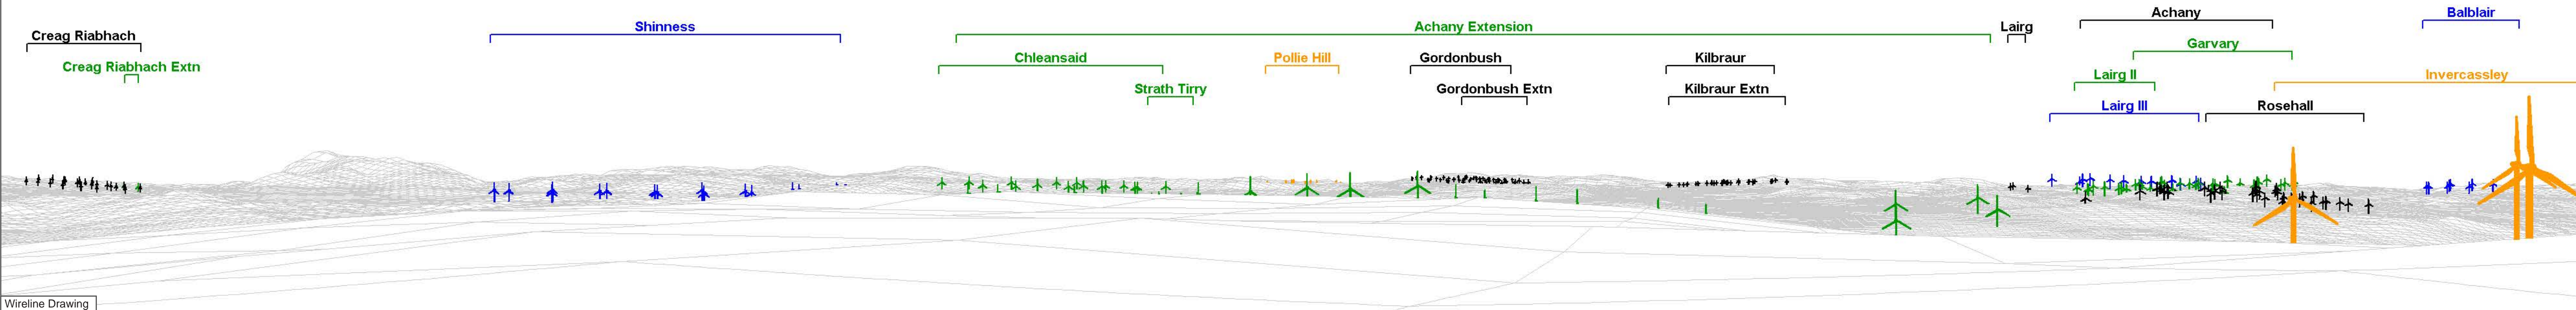 Creag Riabhach
Creag Riabhach Extn
Shinness
Achany Extension
Chleansaid
Strath Tirry
Pollie Hill
Gordonbush
Gordonbush Extn
Kilbraur
Kilbraur Extn
Lairg
Achany
Garvary
Lairg II
Lairg III
Rosehall
Balblair
Invercassley
Wireline Drawing